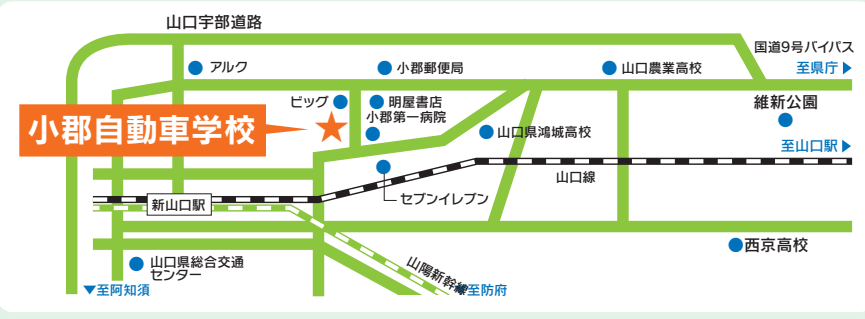 山口宇部道路
国道9号バイパス
アルク
小郡郵便局
山口農業高校
至県庁▶
ビッグ
明屋書店
小郡第一病院
維新公園
小郡自動車学校
山口県鴻城高校
至山口駅▶
山口線
セブンイレブン
新山口駅
西京高校
山口県総合交通
センター
山陽新幹線
▼至阿知須
至防府